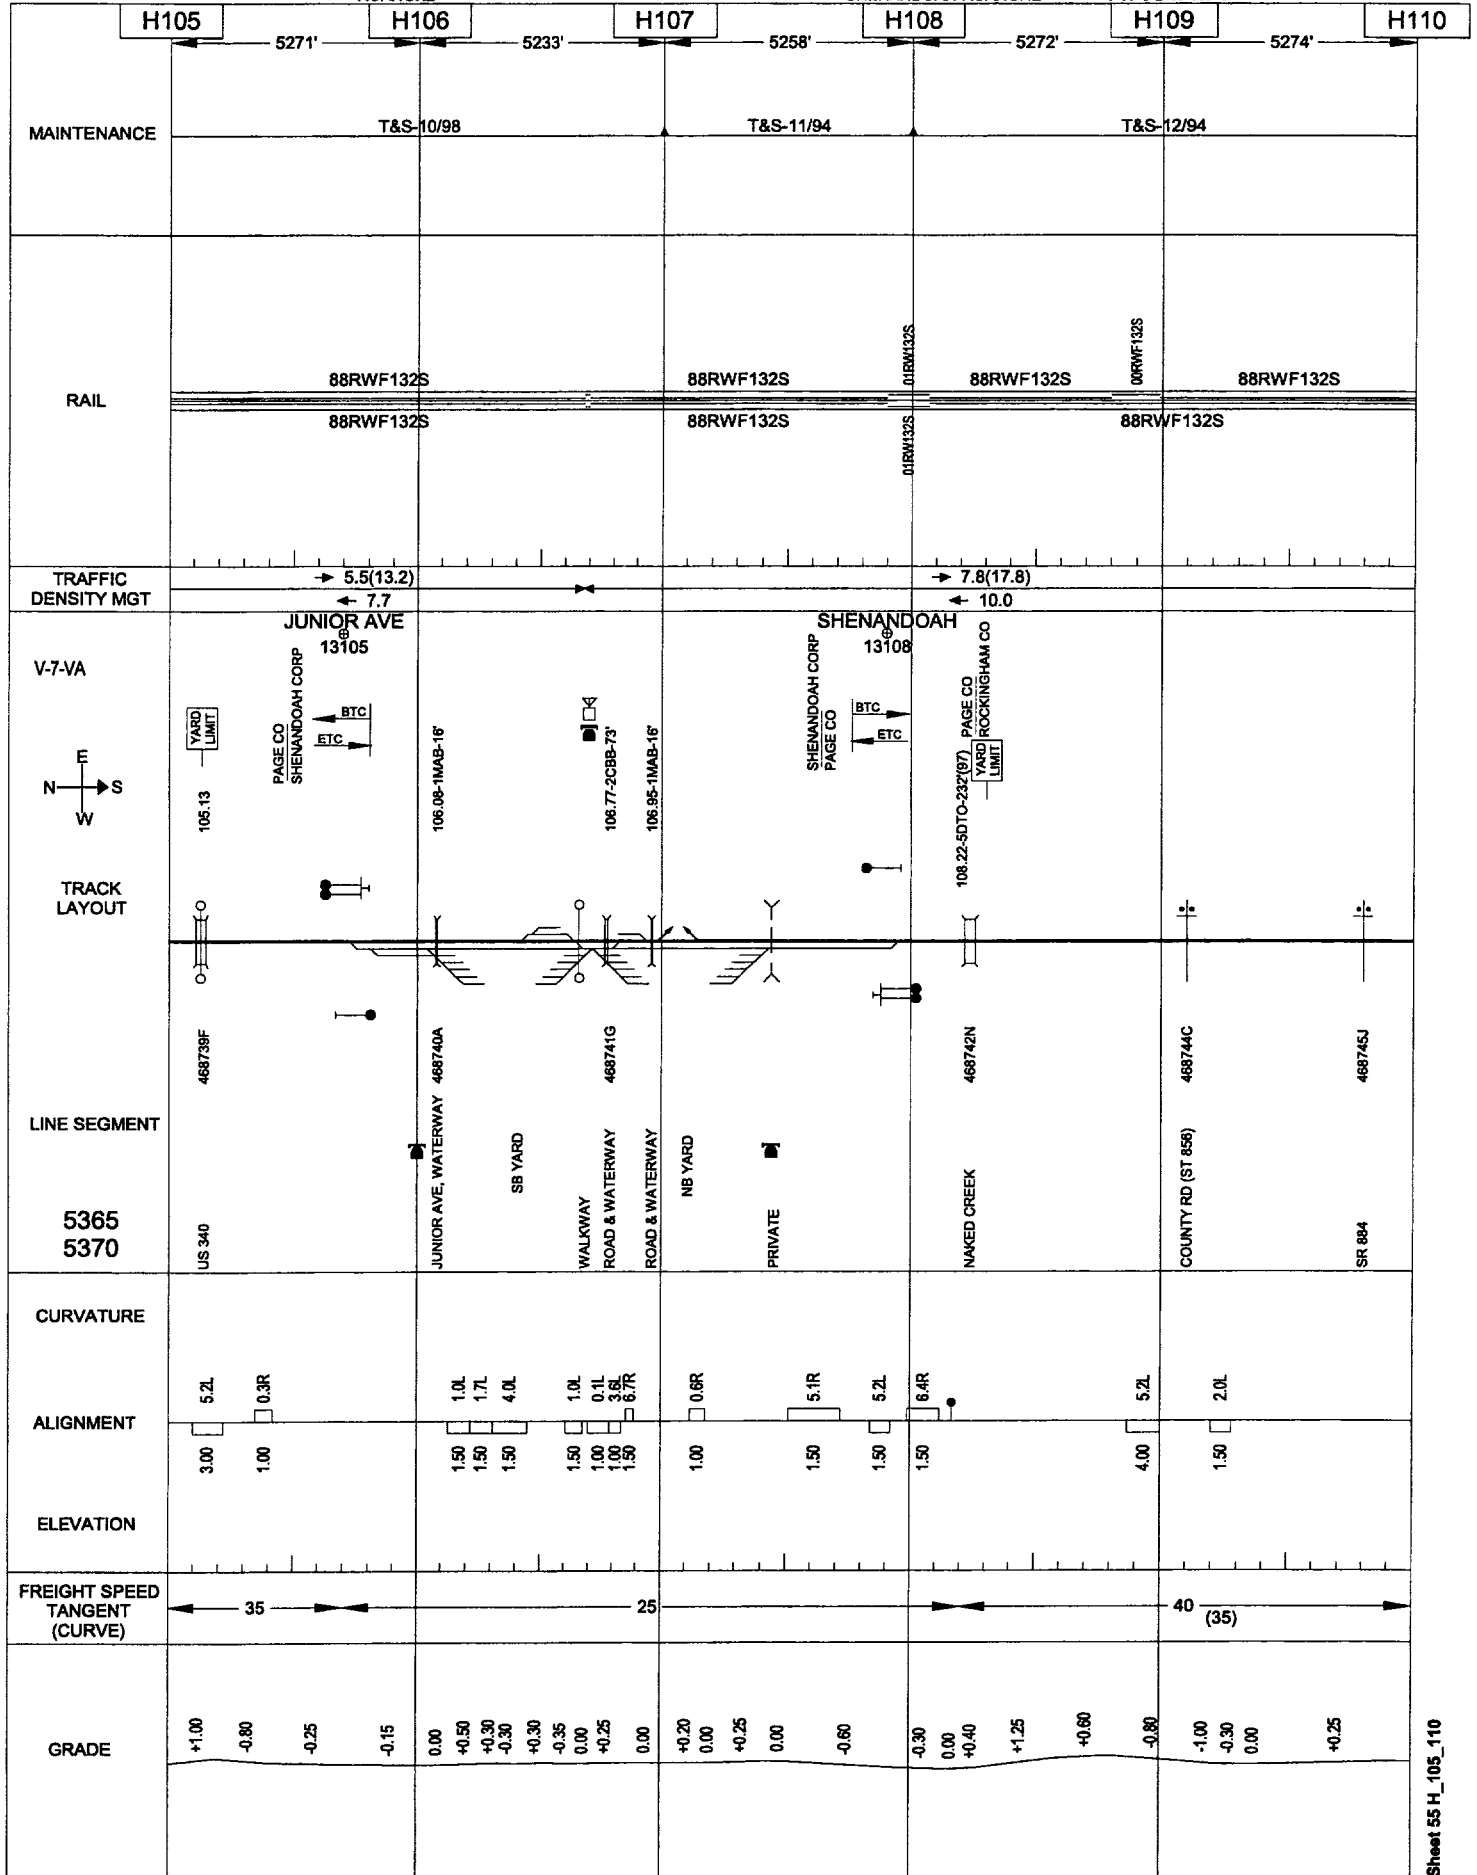 H105 H106 H107 H108 H109 H110
5271' 5233' 5258' 5272' 5274'
MAINTENANCE
T&S-10/98 T&S-11/94 T&S-12/94
RAIL
88RWF132S 88RWF132S 01RW132S 88RWF132S 00RWF132S 88RWF132S
88RWF132S 88RWF132S 01RW132S 88RWF132S
TRAFFIC
DENSITY MGT
5.5(13.2) 7.8(17.8)
7.7 10.0
JUNIOR AVE SHENANDOAH
13105 13108
V-7-VA
YARD
LIMIT
105.13
PAGE CO
SHENANDOAH CORP
BTC
ETC
106.08-1MAB-16'
106.77-2CBB-73'
106.95-1MAB-16'
SHENANDOAH CORP
PAGE CO
BTC
ETC
108.22-5DTO-232'(97)
PAGE CO
ROCKINGHAM CO
YARD
LIMIT
E
N S
W
TRACK
LAYOUT
468739F 468740A 468741G 468742N 468744C 468745J
LINE SEGMENT
5365
5370
US 340
JUNIOR AVE, WATERWAY
SB YARD
WALKWAY
ROAD & WATERWAY
ROAD & WATERWAY
NB YARD
PRIVATE
NAKED CREEK
COUNTY RD (ST 856)
SR 884
CURVATURE
5.2L 0.3R 1.0L 1.7L 4.0L 1.0L 0.1L 3.6L 6.7R 0.6R 5.1R 5.2L 6.4R 5.2L 2.0L
ALIGNMENT
3.00 1.00 1.50 1.50 1.50 1.50 1.00 1.00 1.50 1.00 1.50 1.50 1.50 4.00 1.50
ELEVATION
FREIGHT SPEED
TANGENT
(CURVE)
35 25 40
(35)
GRADE
+1.00 -0.80 -0.25 -0.15 0.00 +0.50 +0.30 -0.30 +0.30 -0.35 0.00 +0.25 0.00 +0.20 0.00 +0.25 0.00 -0.60 -0.30 0.00 +0.40 +1.25 +0.60 -0.80 -1.00 -0.30 0.00 +0.25
Sheet 55 H_105_110